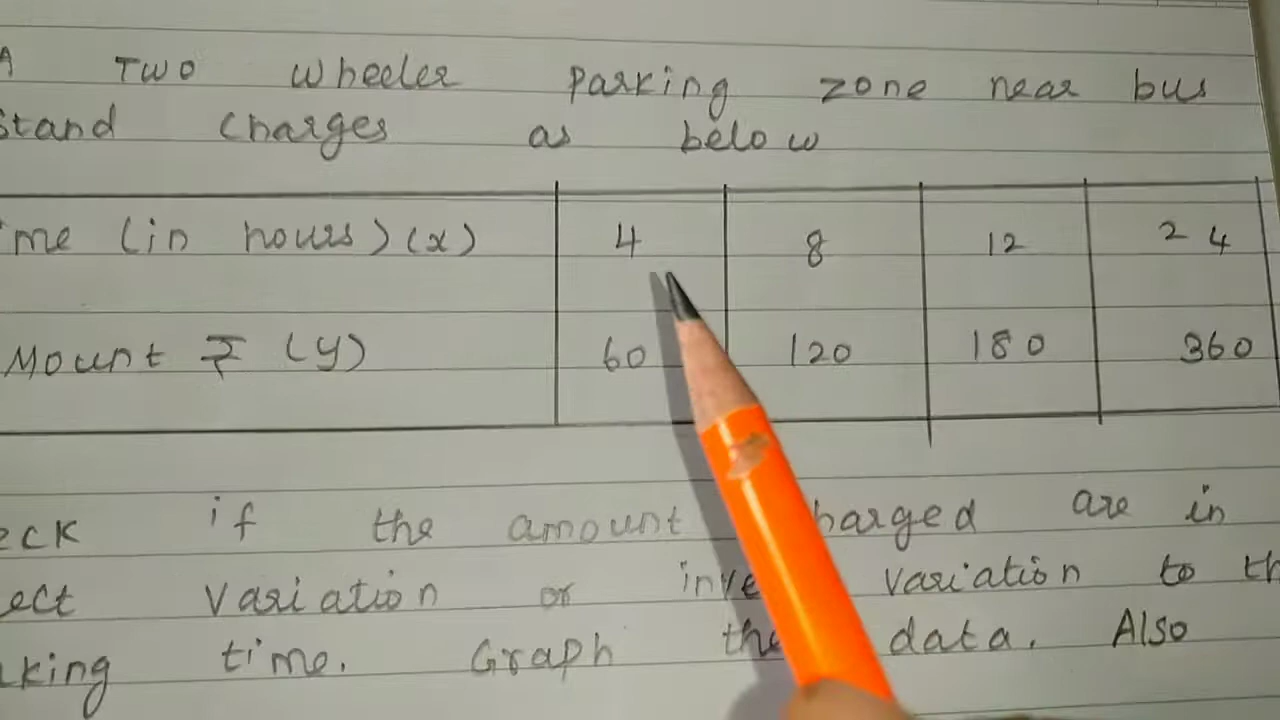 A Two wheeler parking zone near bus
stand charges as below
me (in hours) (x) 4 8 12 24
Mount ₹ (y) 60 120 180 360
eck if the amount harged are in
ect variation or inve variation to th
king time. Graph the data. Also